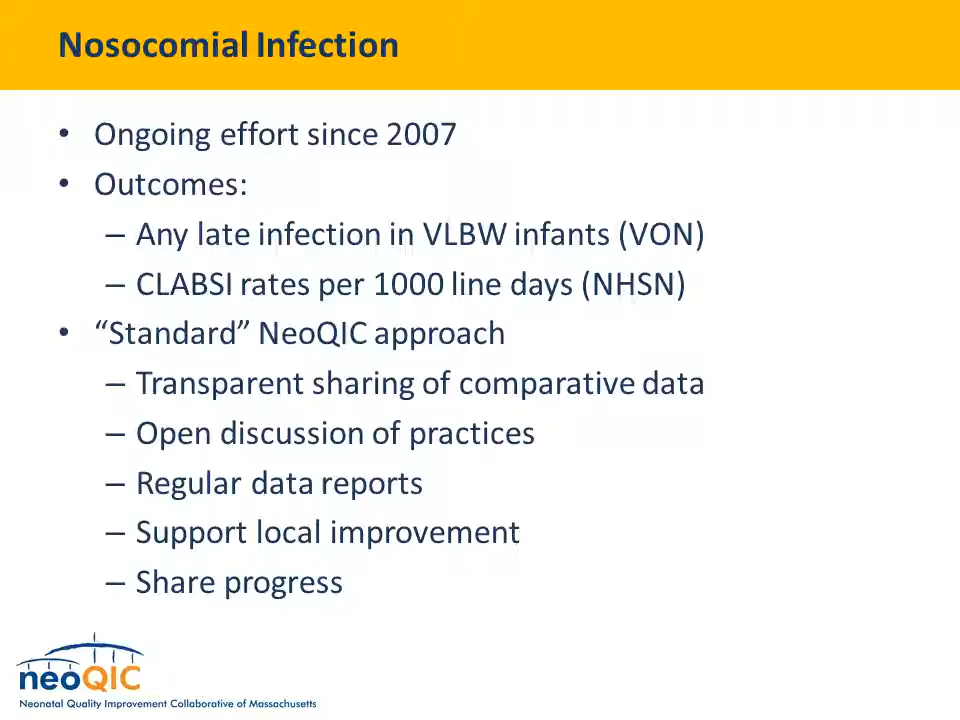 Nosocomial Infection
• Ongoing effort since 2007
• Outcomes:
– Any late infection in VLBW infants (VON)
– CLABSI rates per 1000 line days (NHSN)
• “Standard” NeoQIC approach
– Transparent sharing of comparative data
– Open discussion of practices
– Regular data reports
– Support local improvement
– Share progress
neoQIC
Neonatal Quality Improvement Collaborative of Massachusetts